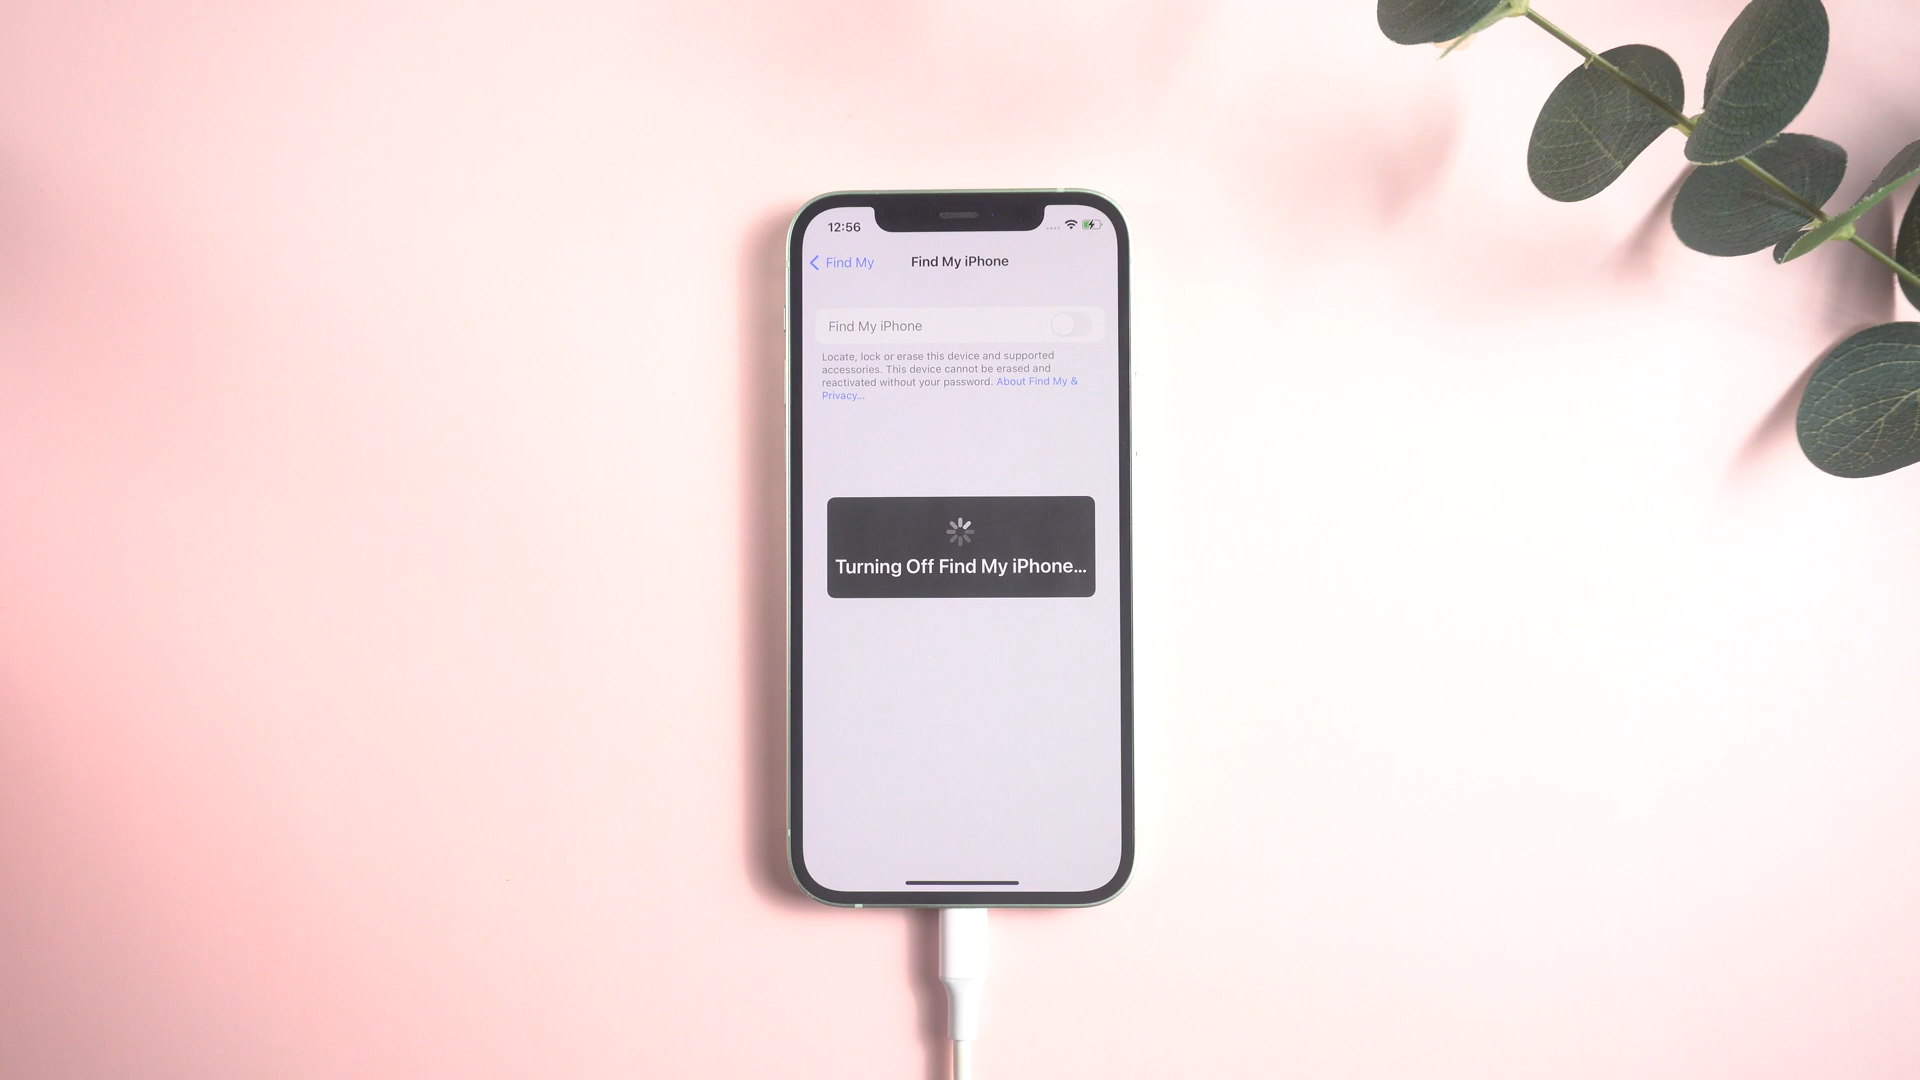 12:56
Find My
Find My iPhone
Find My iPhone
Locate, lock or erase this device and supported
accessories. This device cannot be erased and
reactivated without your password. About Find My &
Privacy...
Turning Off Find My iPhone...